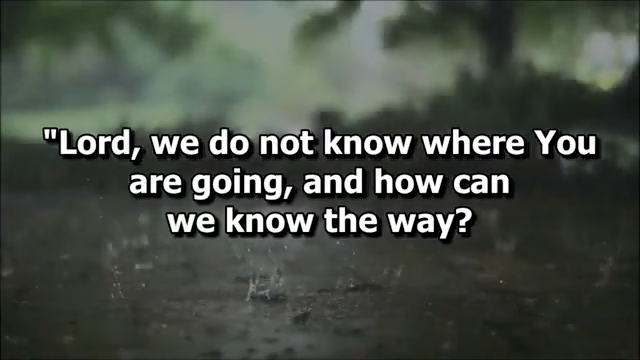 "Lord, we do not know where You
are going, and how can
we know the way?